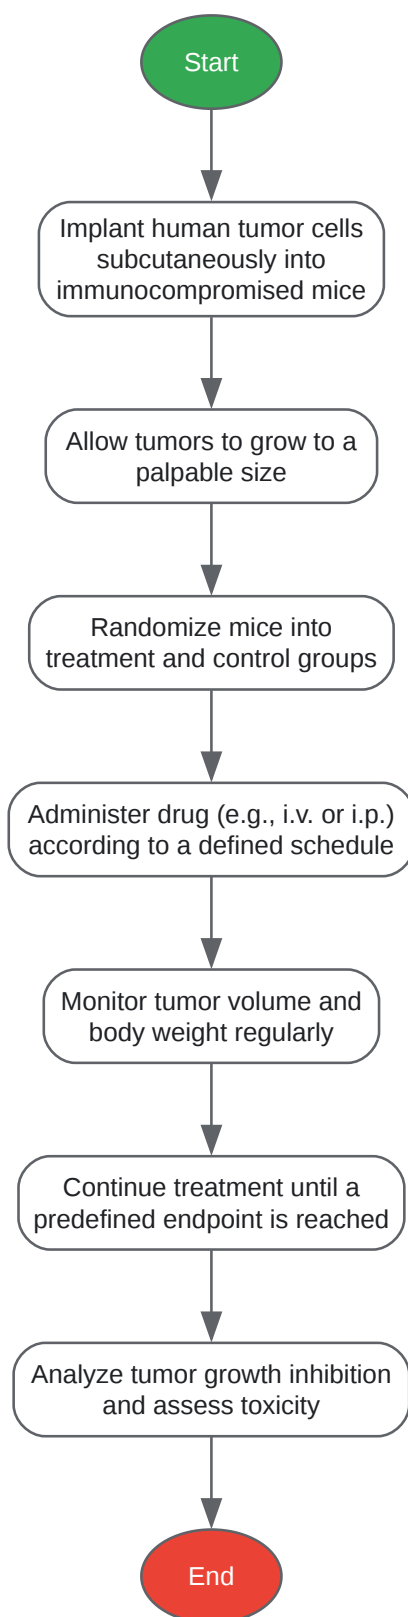 Start
Implant human tumor cells
subcutaneously into
immunocompromised mice
Allow tumors to grow to a
palpable size
Randomize mice into
treatment and control groups
Administer drug (e.g., i.v. or i.p.)
according to a defined schedule
Monitor tumor volume and
body weight regularly
Continue treatment until a
predefined endpoint is reached
Analyze tumor growth inhibition
and assess toxicity
End